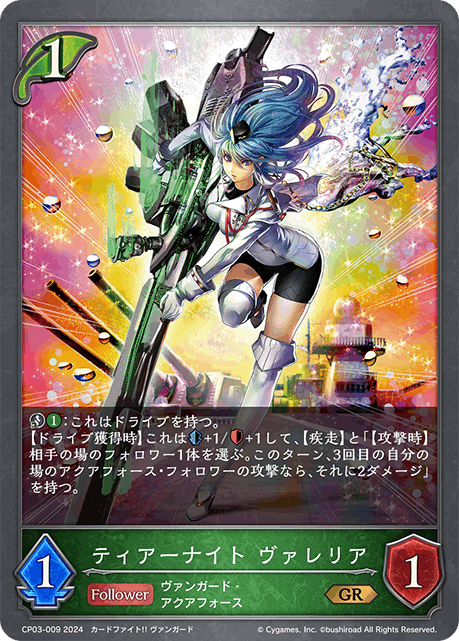 1
1:これはドライブを持つ。
【ドライブ獲得時】これは+1/+1して、【疾走】と「【攻撃時】
相手の場のフォロワー1体を選ぶ。このターン、3回目の自分の
場のアクアフォース・フォロワーの攻撃なら、それに2ダメージ」
を持つ。
ティアーナイト ヴァレリア
1
Follower
ヴァンガード・
アクアフォース
GR
1
CP03-009 2024 カードファイト!! ヴァンガード
© Cygames, Inc. ©bushiroad All Rights Reserved.